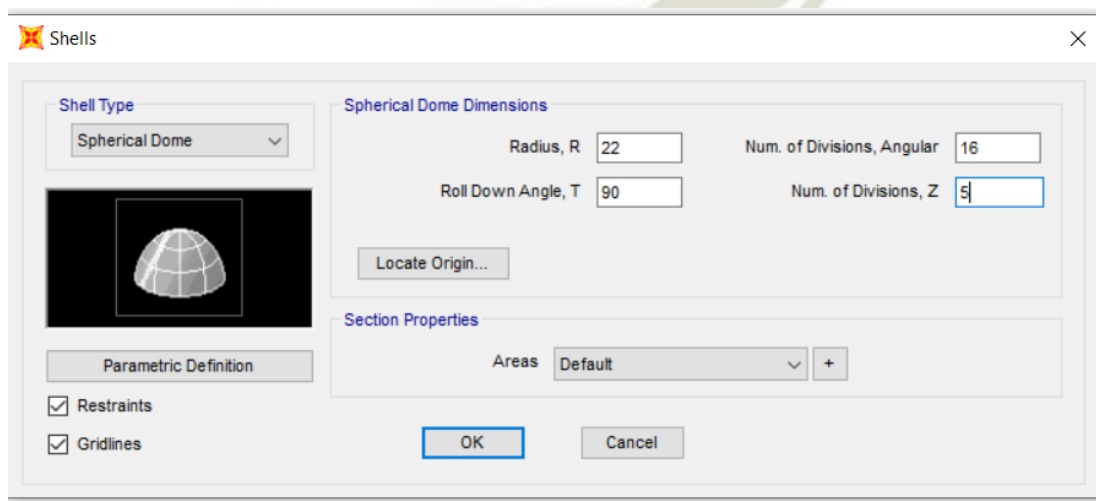 Shells
Shell Type
Spherical Dome
Parametric Definition
Restraints
Gridlines
Spherical Dome Dimensions
Radius, R 22 Num. of Divisions, Angular 16
Roll Down Angle, T 90 Num. of Divisions, Z 5
Locate Origin...
Section Properties
Areas Default +
OK Cancel